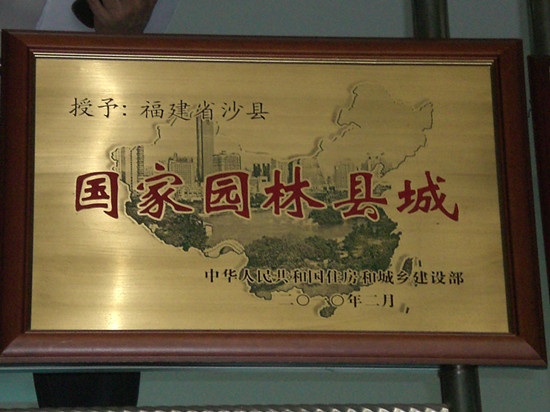 授予：福建省沙县
国家园林县城
中华人民共和国住房和城乡建设部
二〇一〇年二月